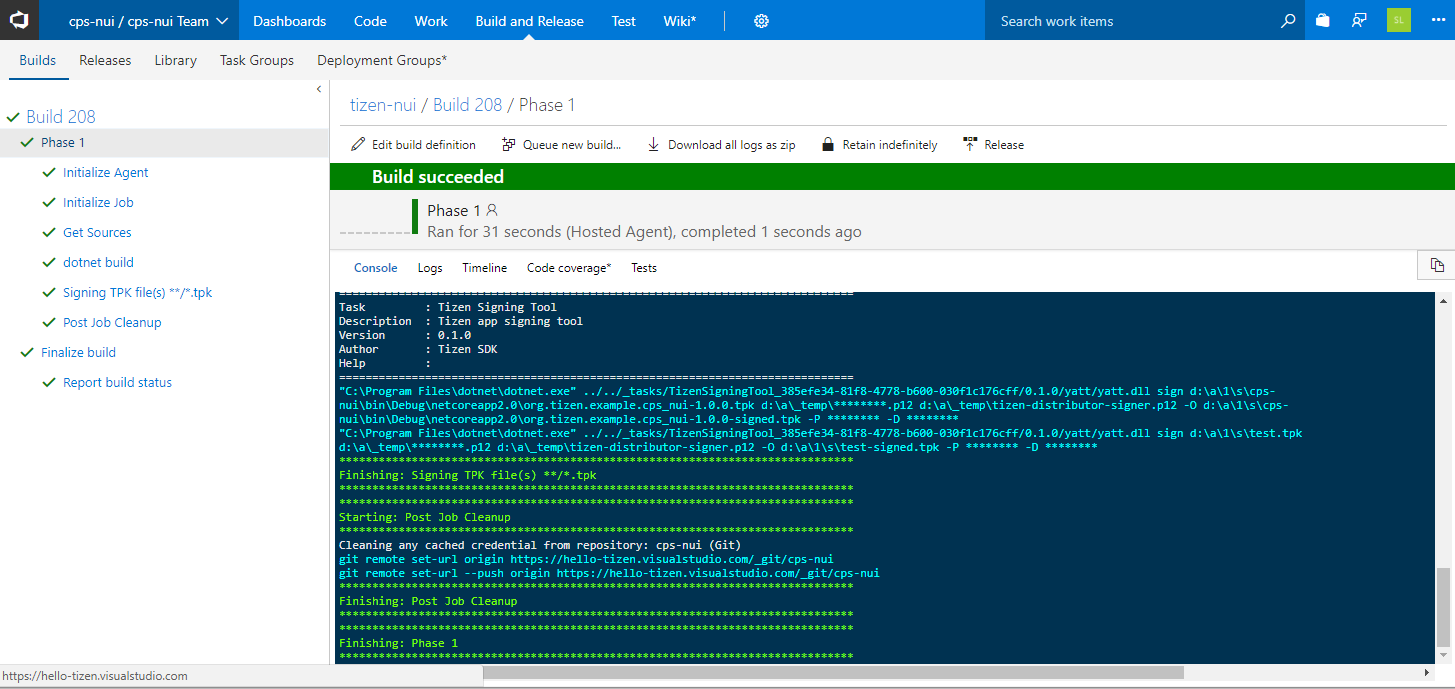 cps-nui / cps-nui Team Dashboards Code Work Build and Release Test Wiki* Search work items SL
Builds Releases Library Task Groups Deployment Groups*
Build 208
Phase 1
Initialize Agent
Initialize Job
Get Sources
dotnet build
Signing TPK file(s) **/*.tpk
Post Job Cleanup
Finalize build
Report build status
tizen-nui / Build 208 / Phase 1
Edit build definition Queue new build... Download all logs as zip Retain indefinitely Release
Build succeeded
Phase 1
Ran for 31 seconds (Hosted Agent), completed 1 seconds ago
Console Logs Timeline Code coverage* Tests
==============================================================================
Task : Tizen Signing Tool
Description : Tizen app signing tool
Version : 0.1.0
Author : Tizen SDK
Help :
==============================================================================
"C:\Program Files\dotnet\dotnet.exe" ../../_tasks/TizenSigningTool_385efe34-81f8-4778-b600-030f1c176cff/0.1.0/yatt/yatt.dll sign d:\a\1\s\cps-
nui\bin\Debug\netcoreapp2.0\org.tizen.example.cps_nui-1.0.0.tpk d:\a\_temp\********.p12 d:\a\_temp\tizen-distributor-signer.p12 -O d:\a\1\s\cps-
nui\bin\Debug\netcoreapp2.0\org.tizen.example.cps_nui-1.0.0-signed.tpk -P ******** -D ********
"C:\Program Files\dotnet\dotnet.exe" ../../_tasks/TizenSigningTool_385efe34-81f8-4778-b600-030f1c176cff/0.1.0/yatt/yatt.dll sign d:\a\1\s\test.tpk
d:\a\_temp\********.p12 d:\a\_temp\tizen-distributor-signer.p12 -O d:\a\1\s\test-signed.tpk -P ******** -D ********
******************************************************************************
Finishing: Signing TPK file(s) **/*.tpk
******************************************************************************
******************************************************************************
Starting: Post Job Cleanup
******************************************************************************
Cleaning any cached credential from repository: cps-nui (Git)
git remote set-url origin https://hello-tizen.visualstudio.com/_git/cps-nui
git remote set-url --push origin https://hello-tizen.visualstudio.com/_git/cps-nui
******************************************************************************
Finishing: Post Job Cleanup
******************************************************************************
******************************************************************************
Finishing: Phase 1
******************************************************************************
https://hello-tizen.visualstudio.com